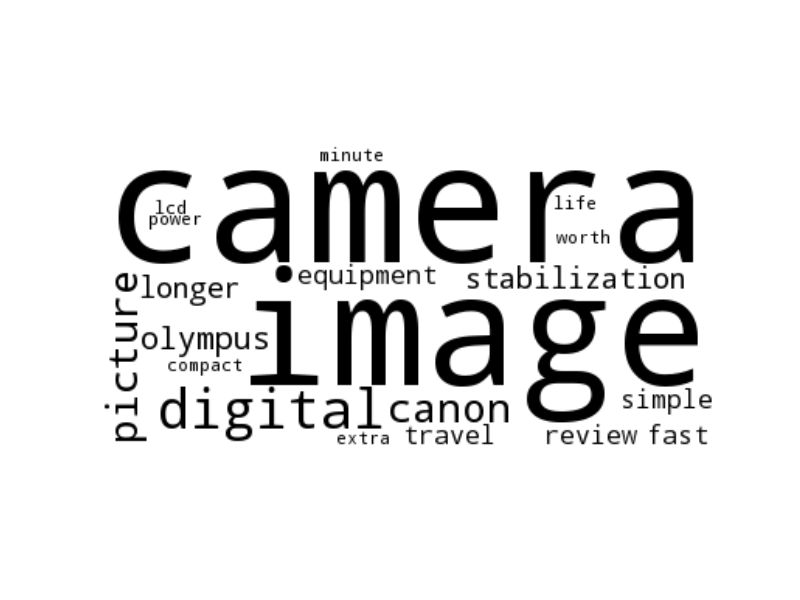 minute
camera
lcd
power
life
worth
equipment
stabilization
picture
longer
image
olympus
compact
digital
canon
simple
extra
travel
review
fast